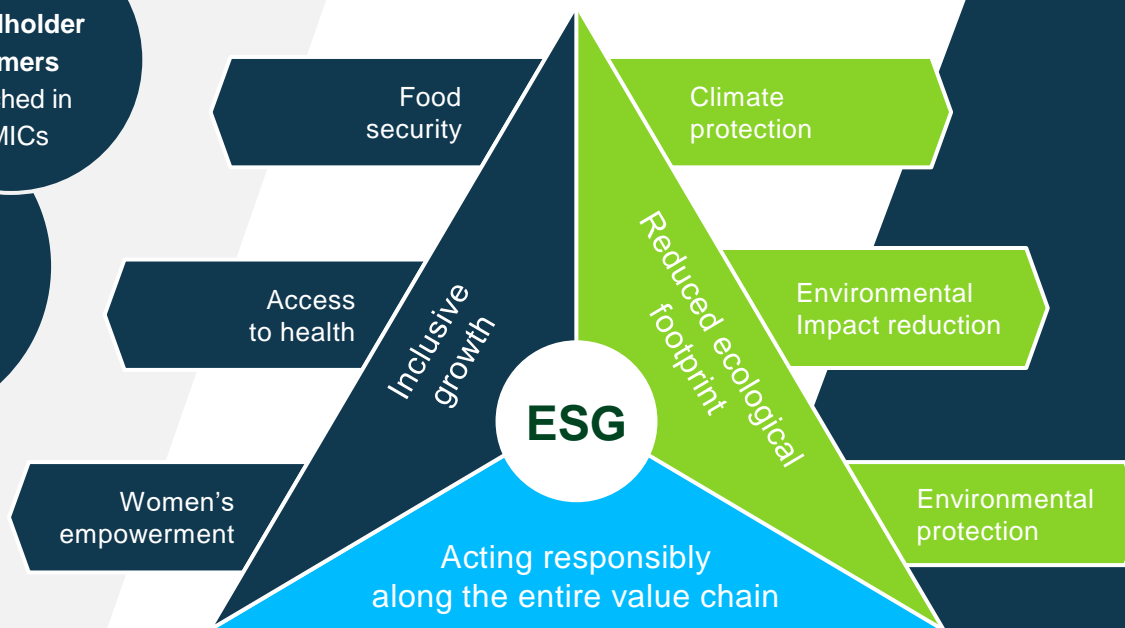 lholder
mers
ched in
MICs
Food
security
Climate
protection
Access
to health
Inclusive
growth
Reduced ecological
footprint
Environmental
Impact reduction
ESG
Women’s
empowerment
Environmental
protection
Acting responsibly
along the entire value chain